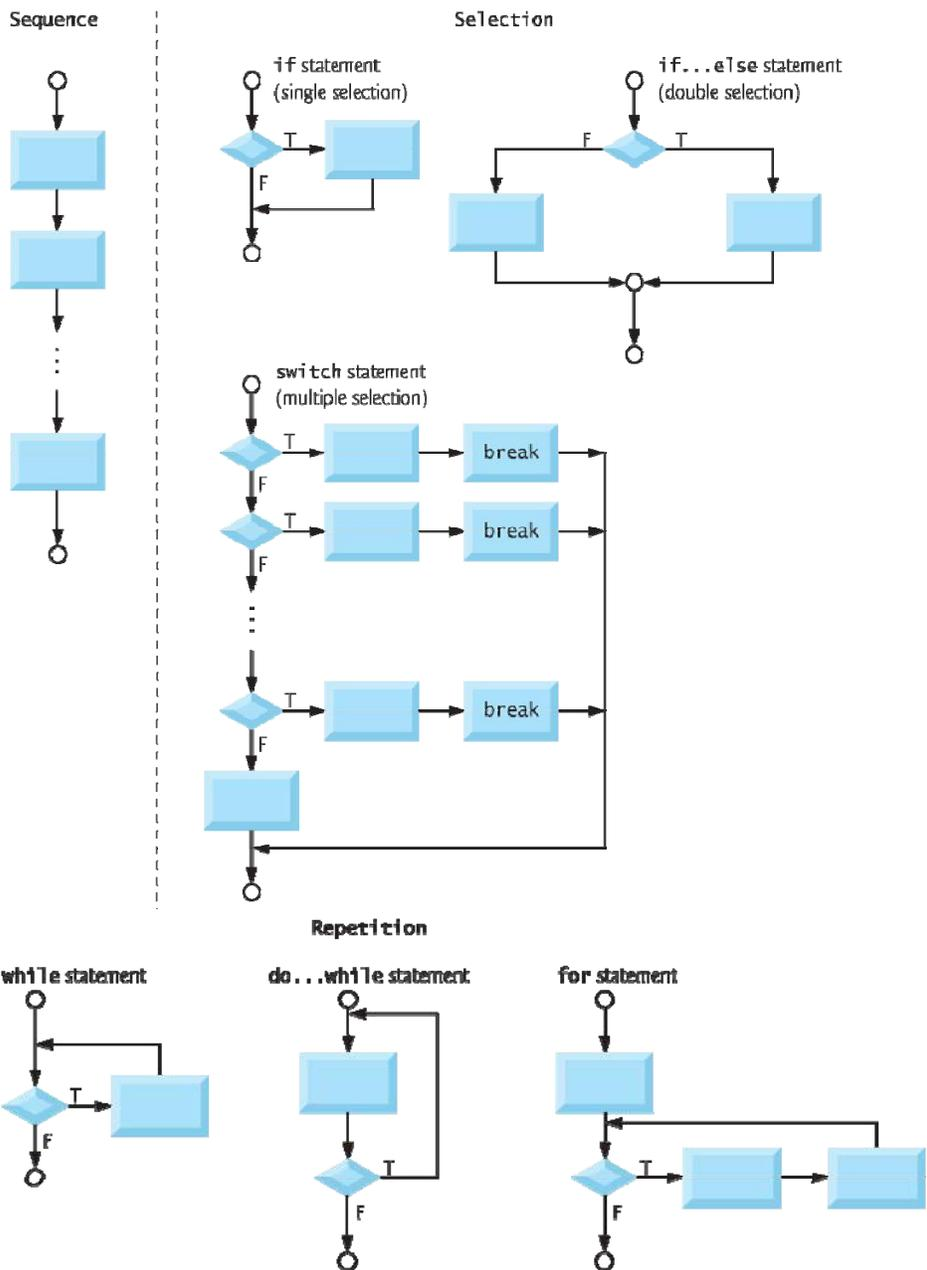 Sequence
Selection
if statement
(single selection)
T
F
if...else statement
(double selection)
F
T
switch statement
(multiple selection)
T
break
F
T
break
F
T
break
F
Repetition
while statement
T
F
do...while statement
T
F
for statement
T
F